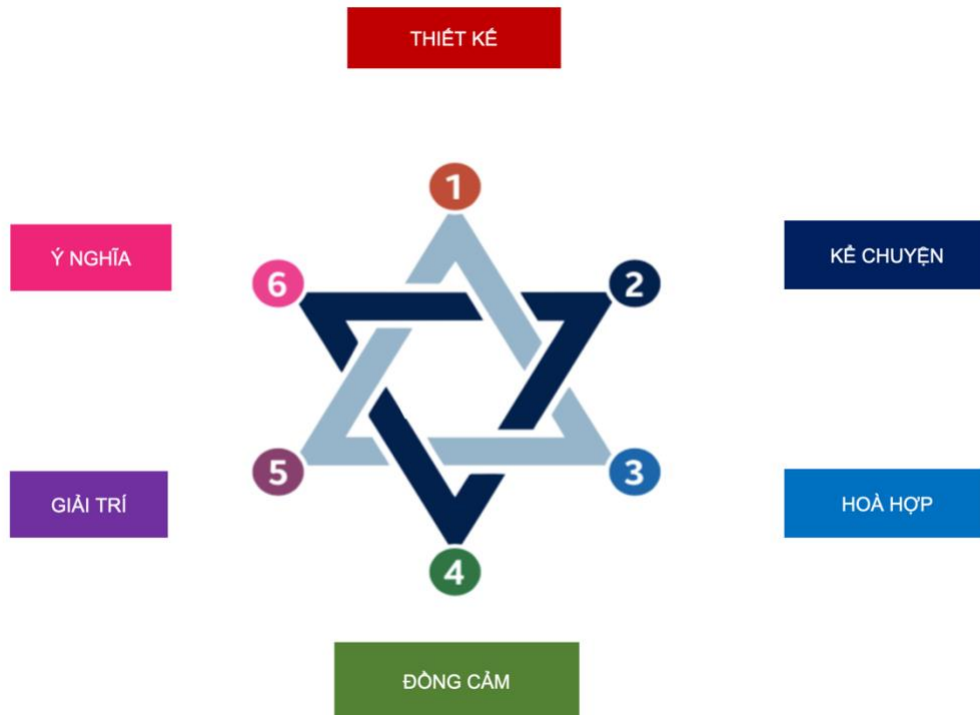 THIẾT KẾ
1
Ý NGHĨA
6
2
KỂ CHUYỆN
GIẢI TRÍ
5
3
HOÀ HỢP
4
ĐỒNG CẢM